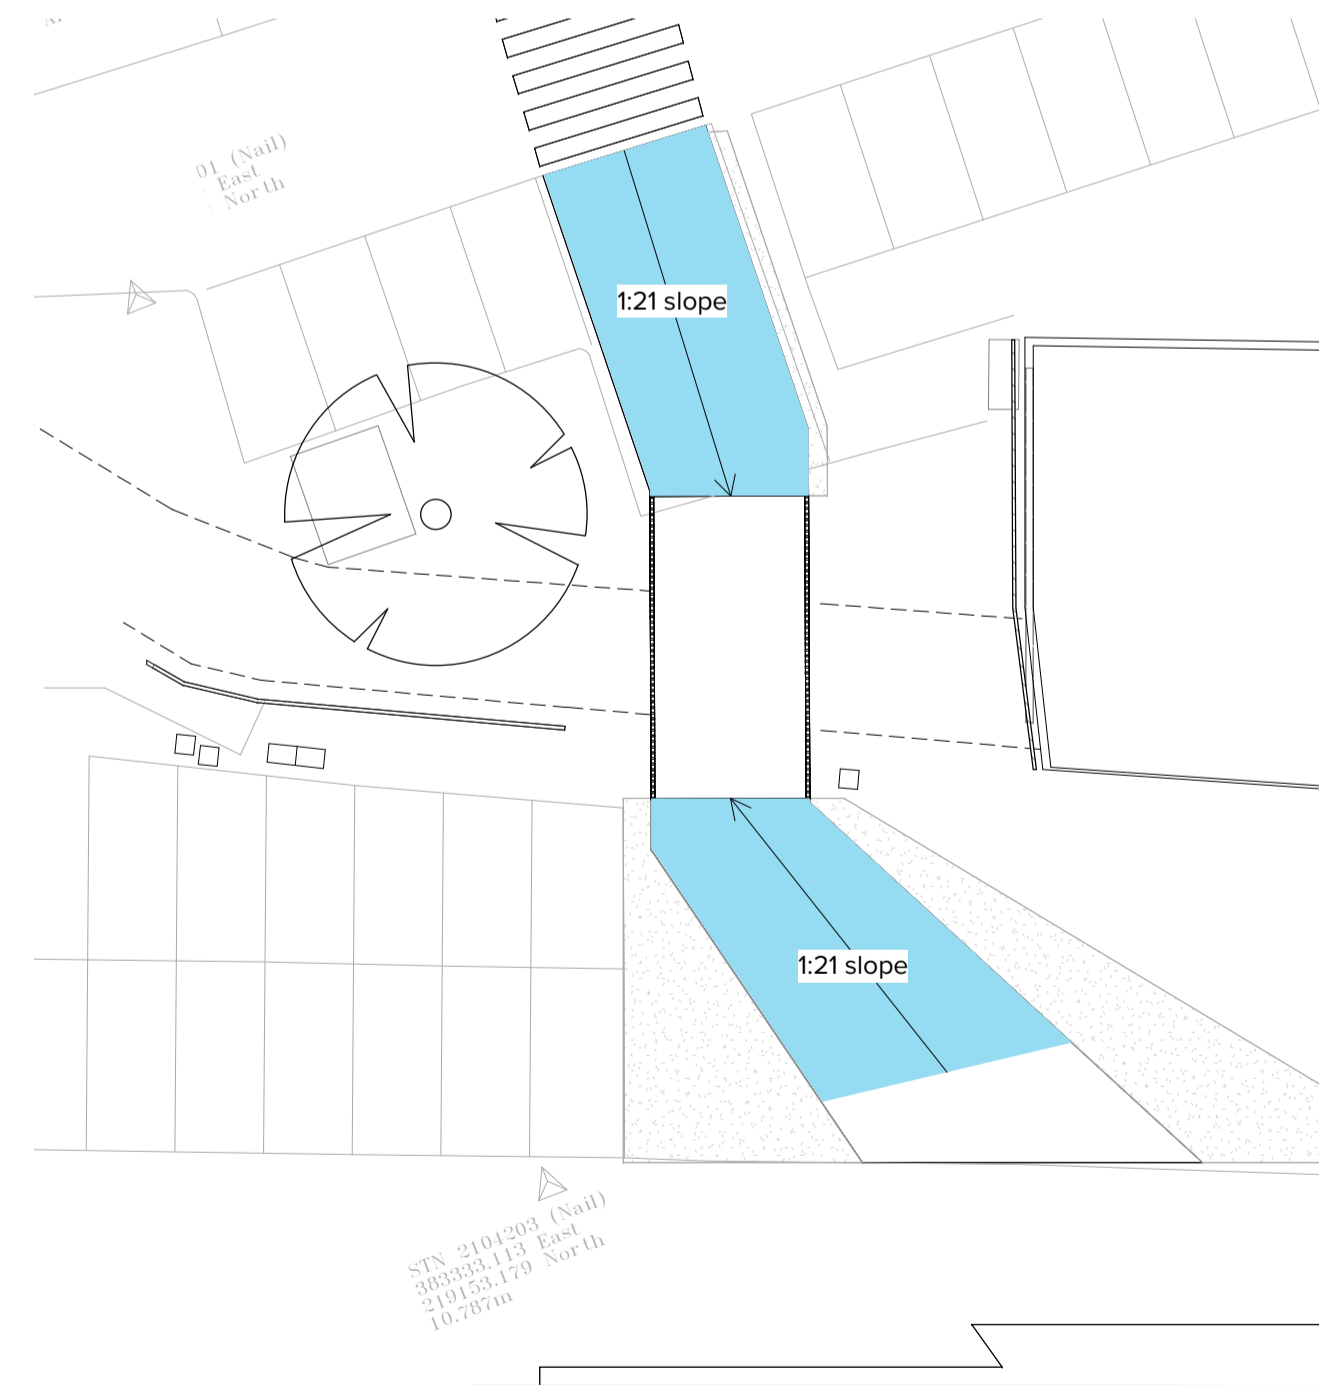 01 (Nail)
East
North
1:21 slope
1:21 slope
STN 2104203 (Nail)
383333.113 East
219153.179 North
10.787m